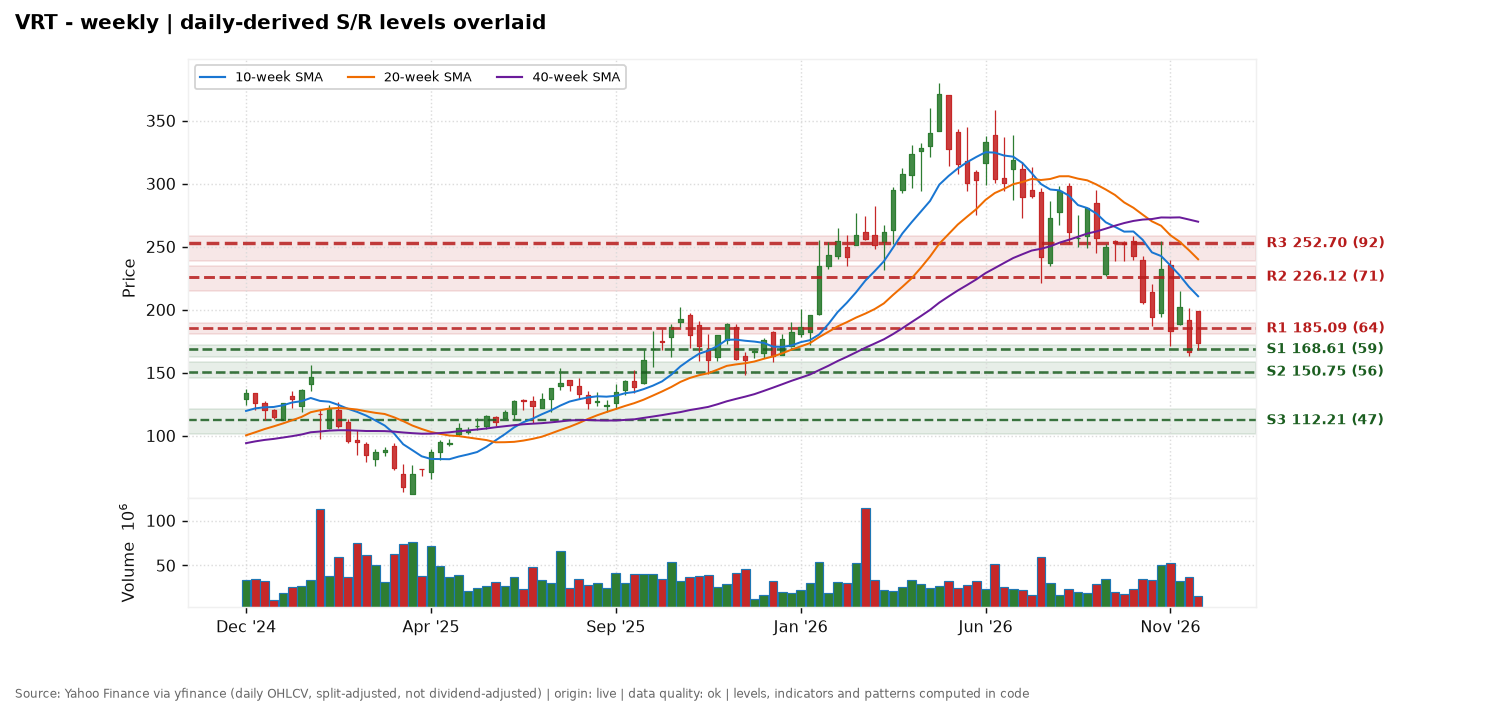 VRT - weekly | daily-derived S/R levels overlaid
10-week SMA
20-week SMA
40-week SMA
Price
350
300
250
200
150
100
R3 252.70 (92)
R2 226.12 (71)
R1 185.09 (64)
S1 168.61 (59)
S2 150.75 (56)
S3 112.21 (47)
Volume 10⁶
100
50
Dec '24
Apr '25
Sep '25
Jan '26
Jun '26
Nov '26
Source: Yahoo Finance via yfinance (daily OHLCV, split-adjusted, not dividend-adjusted) | origin: live | data quality: ok | levels, indicators and patterns computed in code